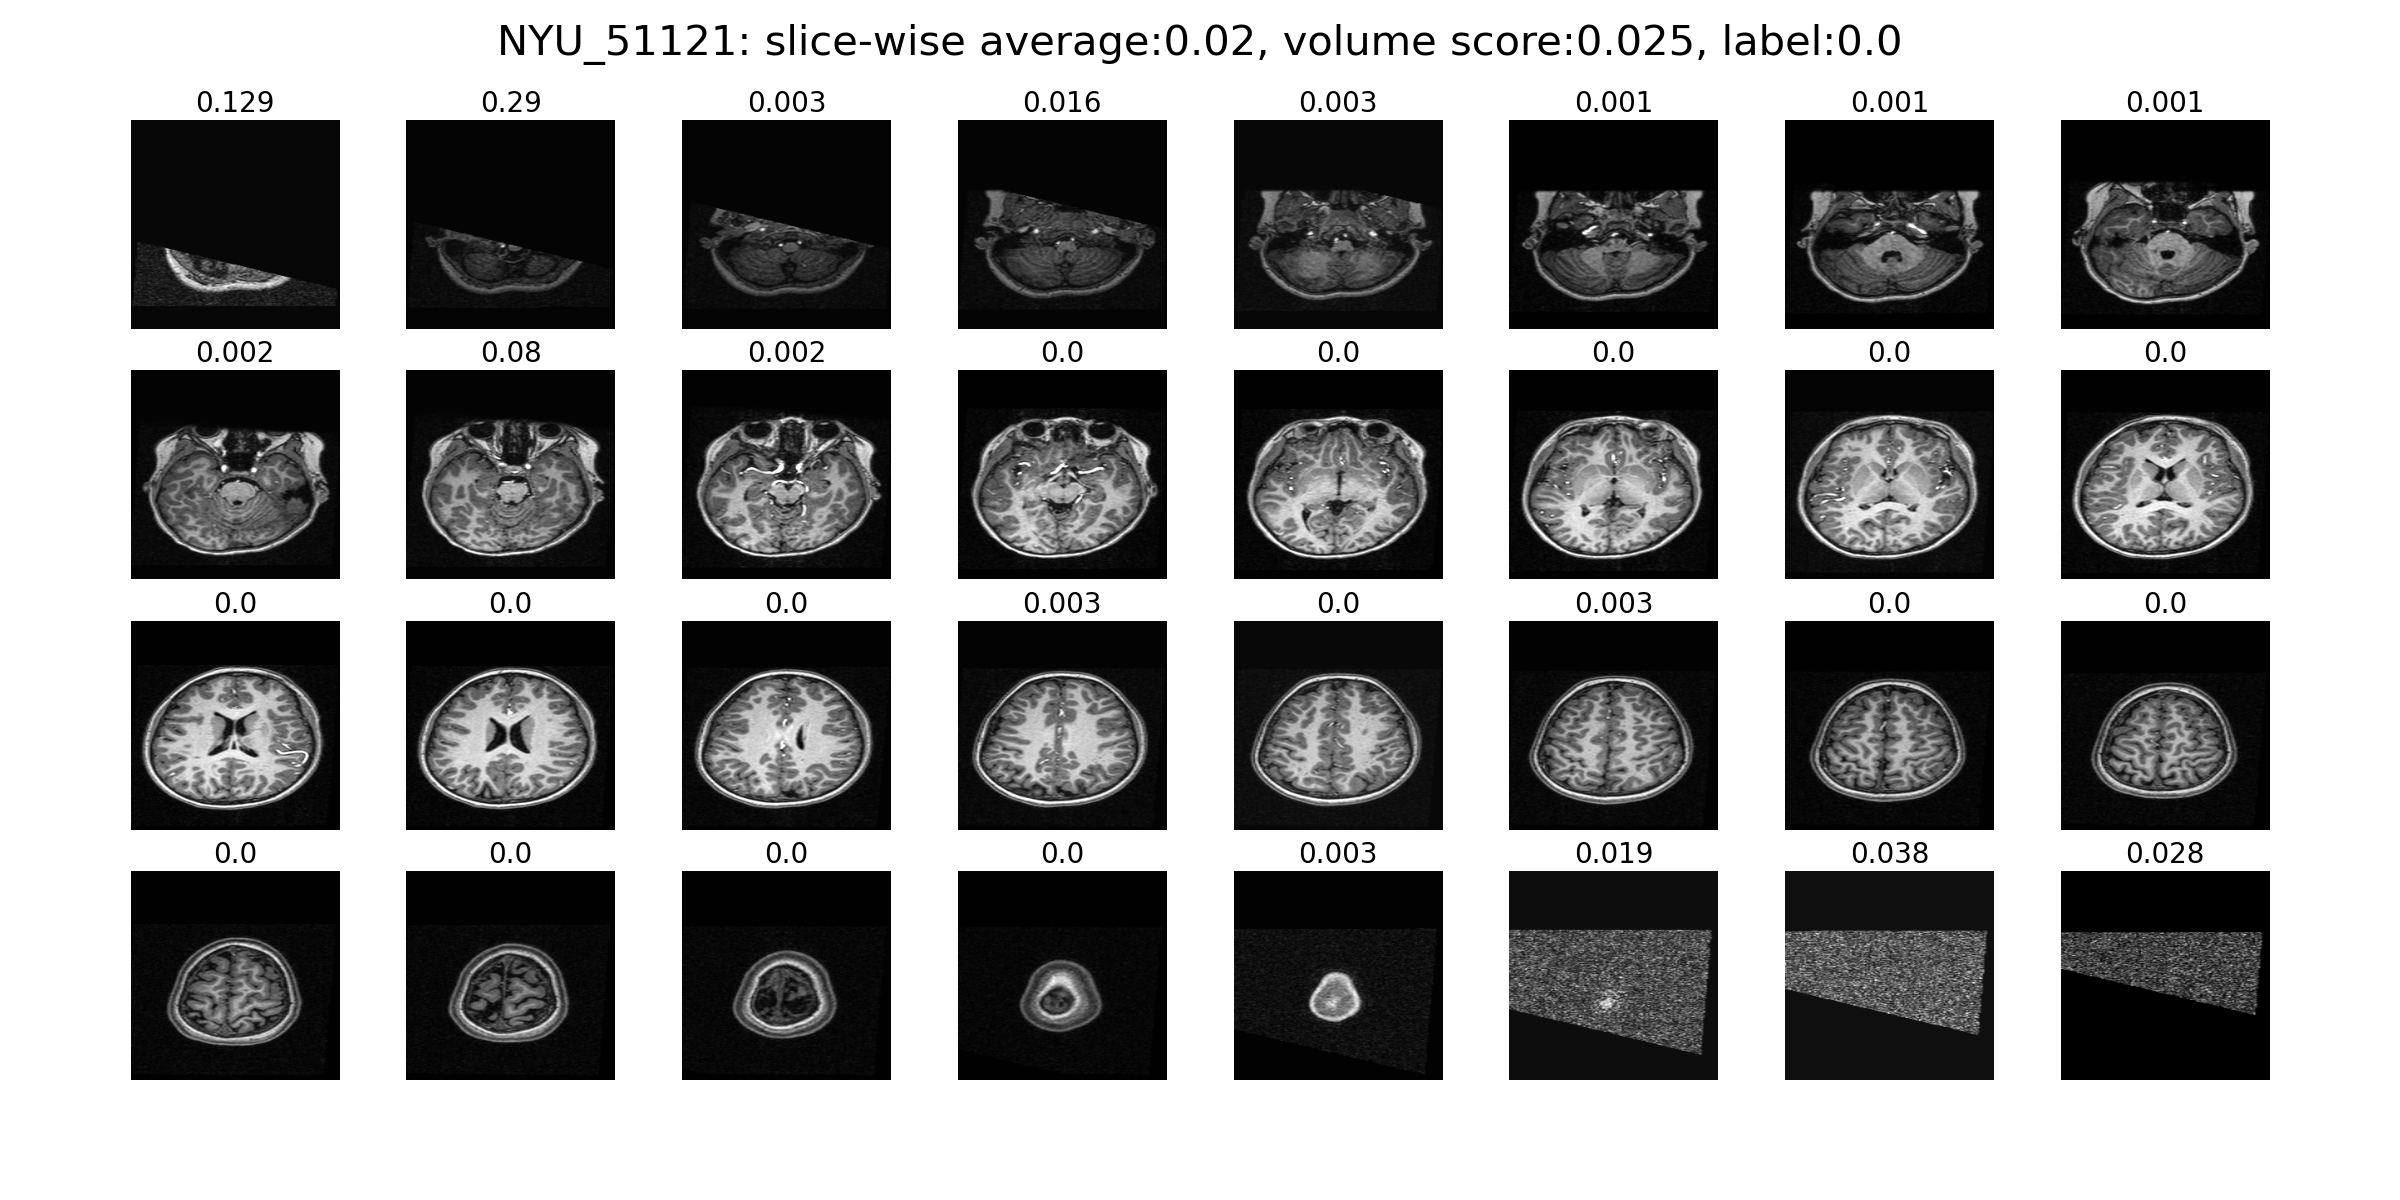 NYU_51121: slice-wise average:0.02, volume score:0.025, label:0.0
0.129 0.29 0.003 0.016 0.003 0.001 0.001 0.001
0.002 0.08 0.002 0.0 0.0 0.0 0.0 0.0
0.0 0.0 0.0 0.003 0.0 0.003 0.0 0.0
0.0 0.0 0.0 0.0 0.003 0.019 0.038 0.028